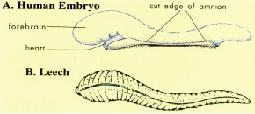 A. Human Embryo
cut edge of amnion
forebrain
heart
B. Leech